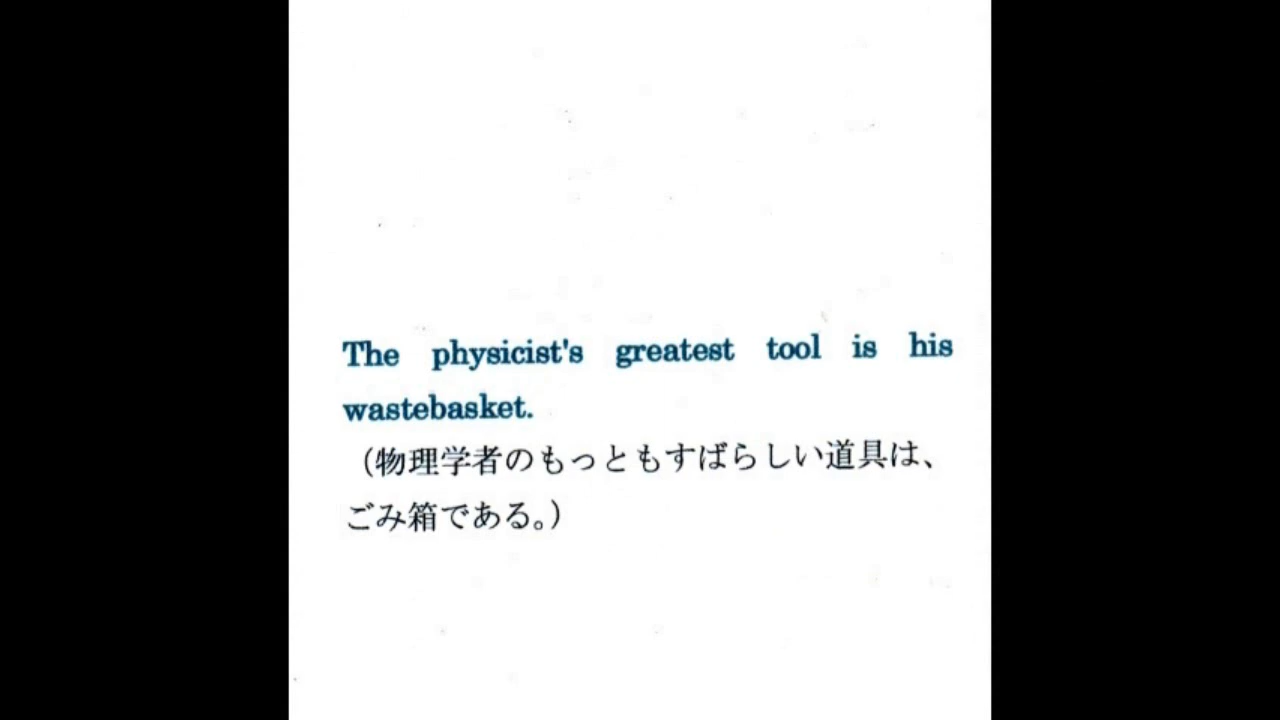 The physicist's greatest tool is his
wastebasket.
（物理学者のもっともすばらしい道具は、
ごみ箱である。）